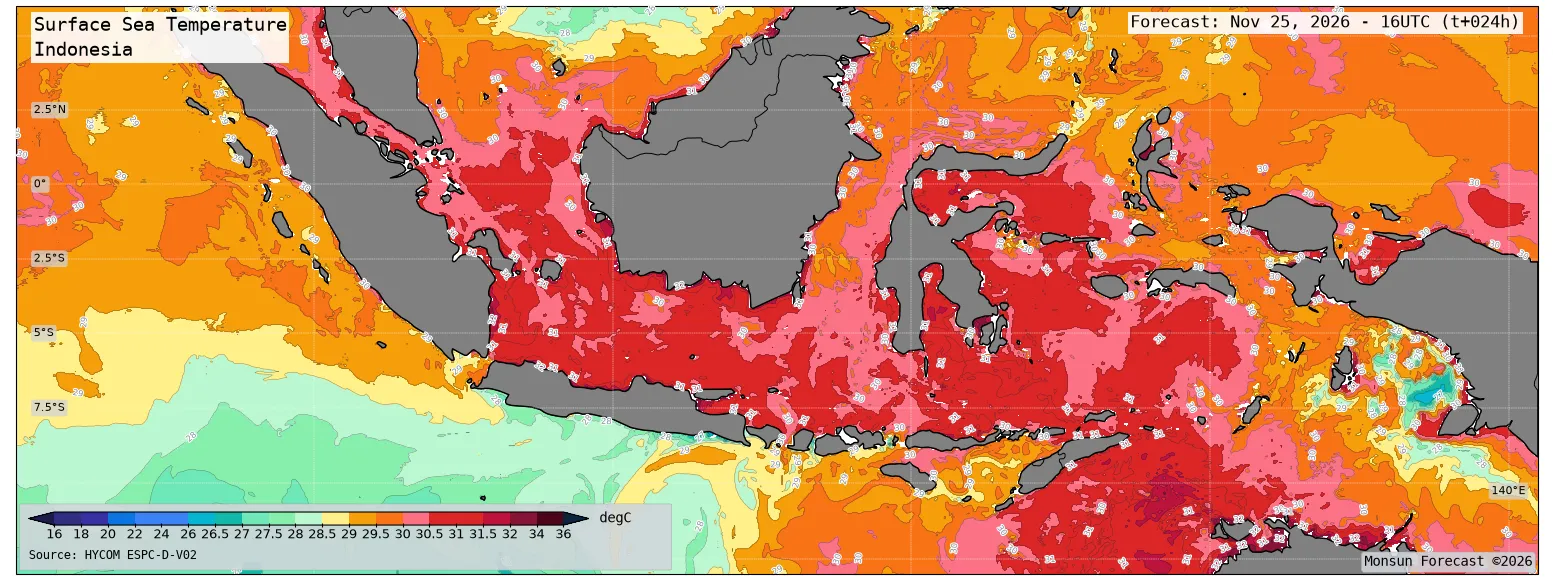 Surface Sea Temperature
Indonesia
Forecast: Nov 25, 2026 - 16UTC (t+024h)
2.5°N
0°
2.5°S
5°S
7.5°S
140°E
16 18 20 22 24 26 26.5 27 27.5 28 28.5 29 29.5 30 30.5 31 31.5 32 34 36
degC
Source: HYCOM ESPC-D-V02
Monsun Forecast ©2026